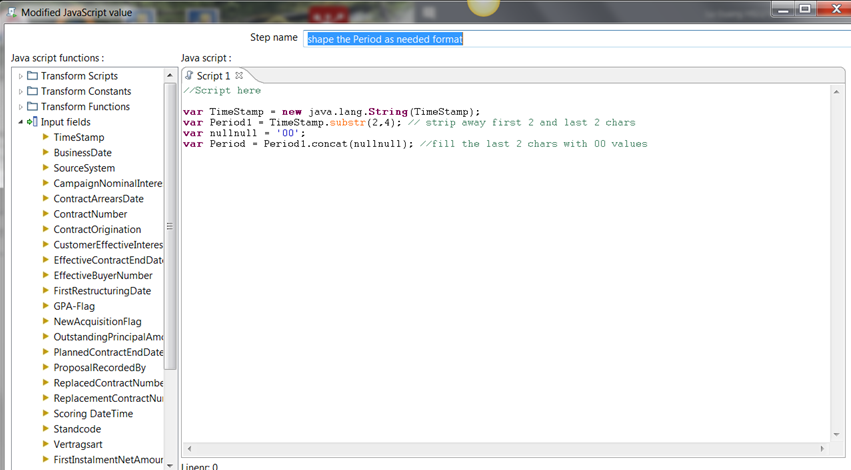 Modified JavaScript value
Step name shape the Period as needed format
Java script functions :
Java script :
Transform Scripts
Transform Constants
Transform Functions
Input fields
TimeStamp
BusinessDate
SourceSystem
CampaignNominalInteres
ContractArrearsDate
ContractNumber
ContractOrigination
CustomerEffectiveInteres
EffectiveContractEndDate
EffectiveBuyerNumber
FirstRestructuringDate
GPA-Flag
NewAcquisitionFlag
OutstandingPrincipalAmo
PlannedContractEndDate
ProposalRecordedBy
ReplacedContractNumbe
ReplacementContractNu
Scoring DateTime
Standcode
Vertragsart
FirstInstalmentNetAmour
Script 1
//Script here
var TimeStamp = new java.lang.String(TimeStamp);
var Period1 = TimeStamp.substr(2,4); // strip away first 2 and last 2 chars
var nullnull = '00';
var Period = Period1.concat(nullnull); //fill the last 2 chars with 00 values
Linenr: 0